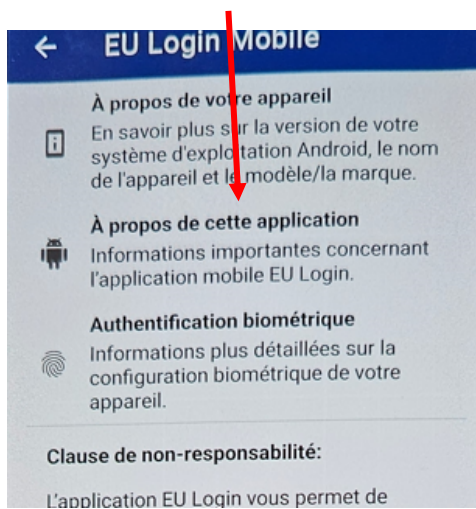 EU Login Mobile
À propos de votre appareil
En savoir plus sur la version de votre
système d'exploitation Android, le nom
de l'appareil et le modèle/la marque.
À propos de cette application
Informations importantes concernant
l'application mobile EU Login.
Authentification biométrique
Informations plus détaillées sur la
configuration biométrique de votre
appareil.
Clause de non-responsabilité:
L'application EU Login vous permet de